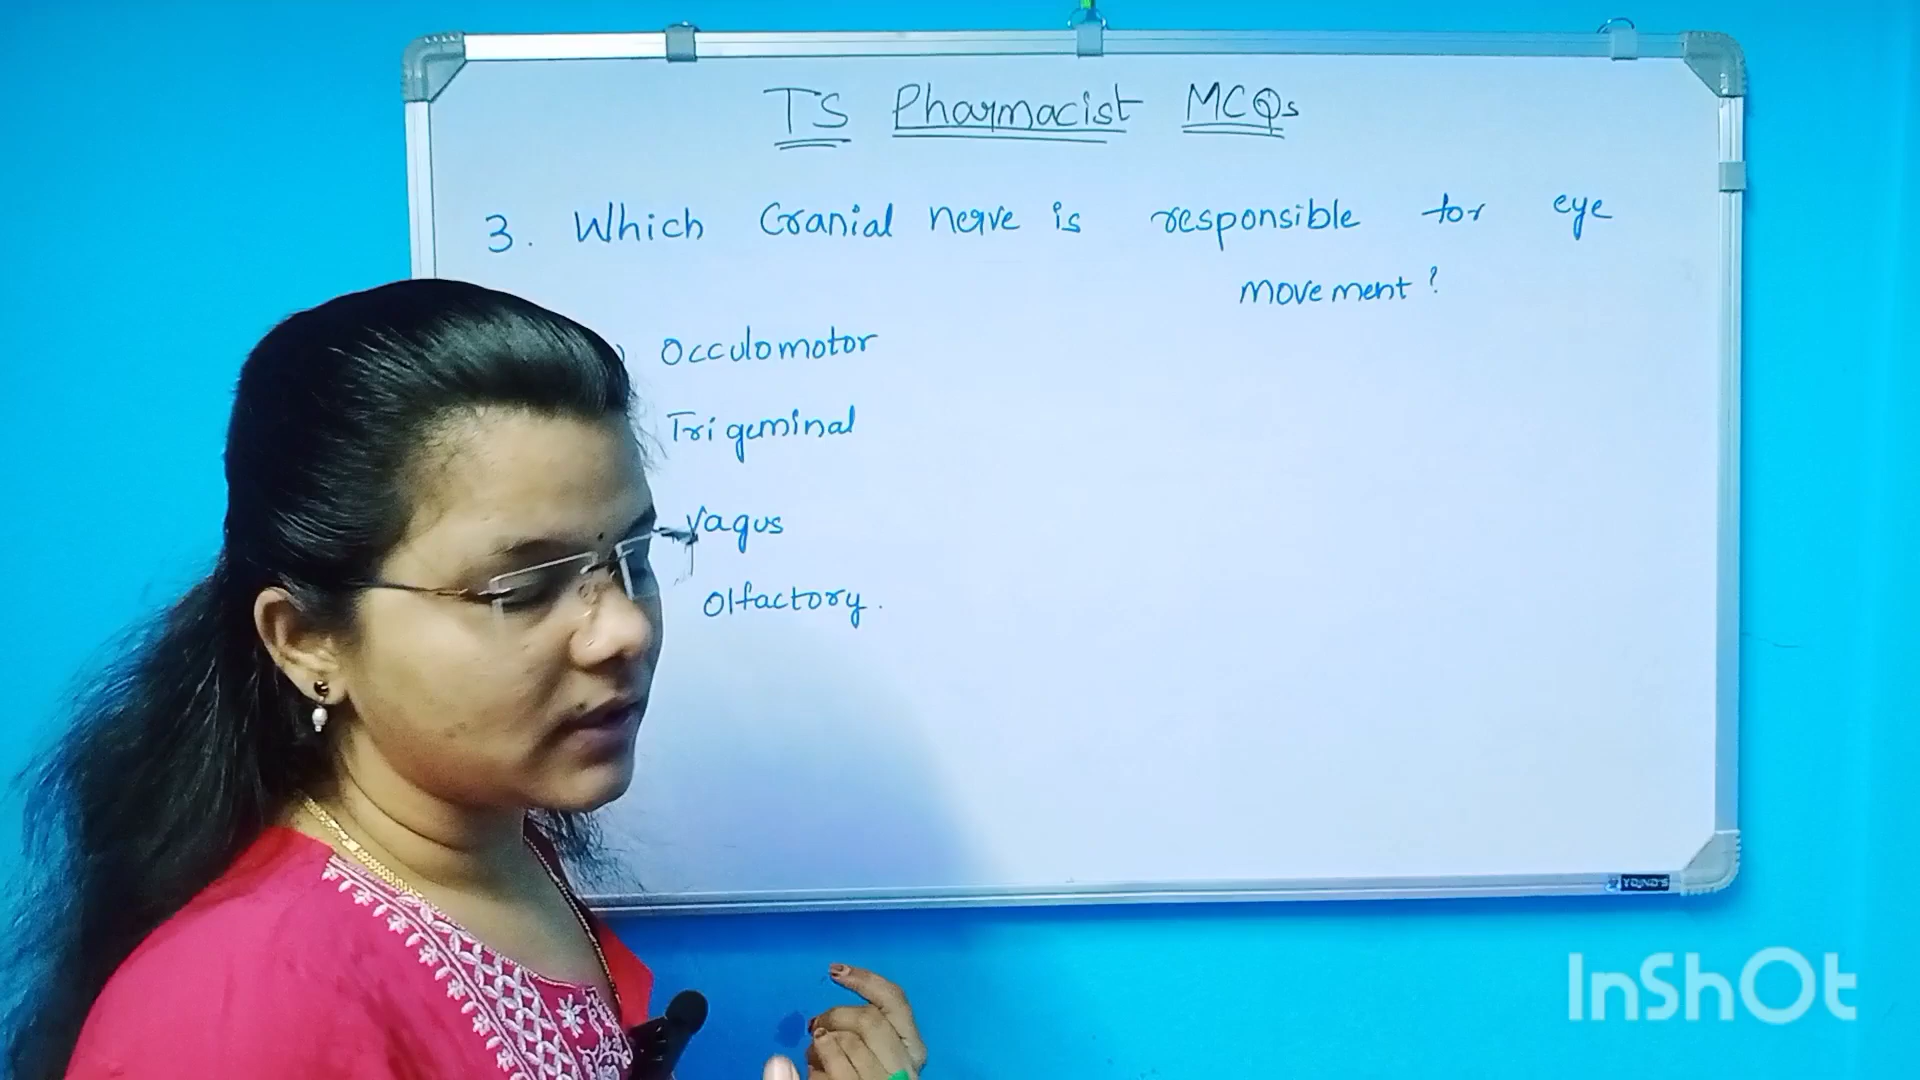 TS Pharmacist MCQs
3. Which Cranial nerve is responsible for eye
movement?
) Occulomotor
Trigeminal
Vagus
Olfactory.
InShOt